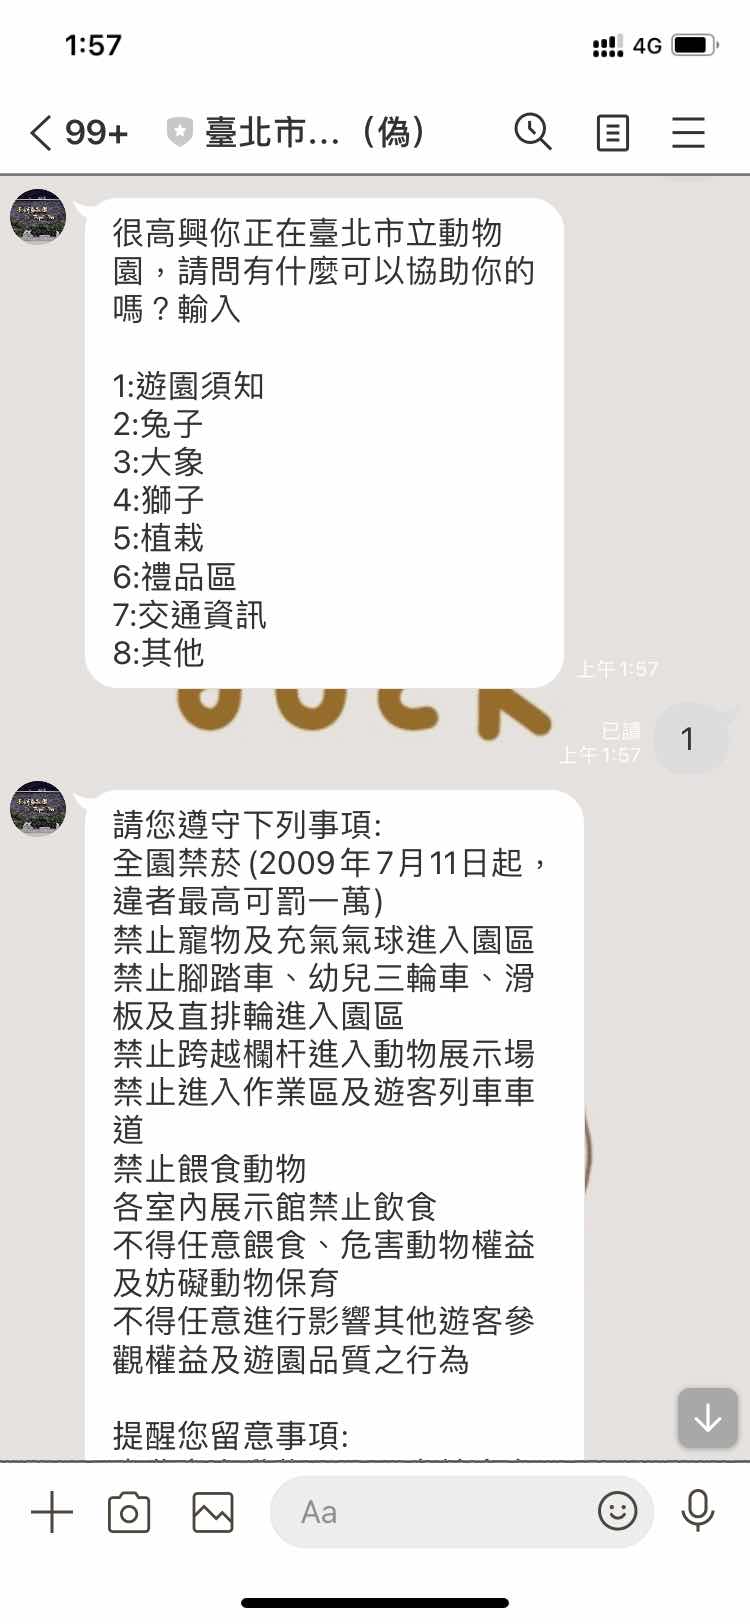 1:57
4G
99+
臺北市...（偽）
很高興你正在臺北市立動物
園，請問有什麼可以協助你的
嗎？輸入
1:遊園須知
2:兔子
3:大象
4:獅子
5:植栽
6:禮品區
7:交通資訊
8:其他
上午 1:57
duck
已讀
上午 1:57
1
請您遵守下列事項:
全園禁菸 (2009年7月11日起，
違者最高可罰一萬)
禁止寵物及充氣氣球進入園區
禁止腳踏車、幼兒三輪車、滑
板及直排輪進入園區
禁止跨越欄杆進入動物展示場
禁止進入作業區及遊客列車車
道
禁止餵食動物
各室內展示館禁止飲食
不得任意餵食、危害動物權益
及妨礙動物保育
不得任意進行影響其他遊客參
觀權益及遊園品質之行為
提醒您留意事項:
Aa